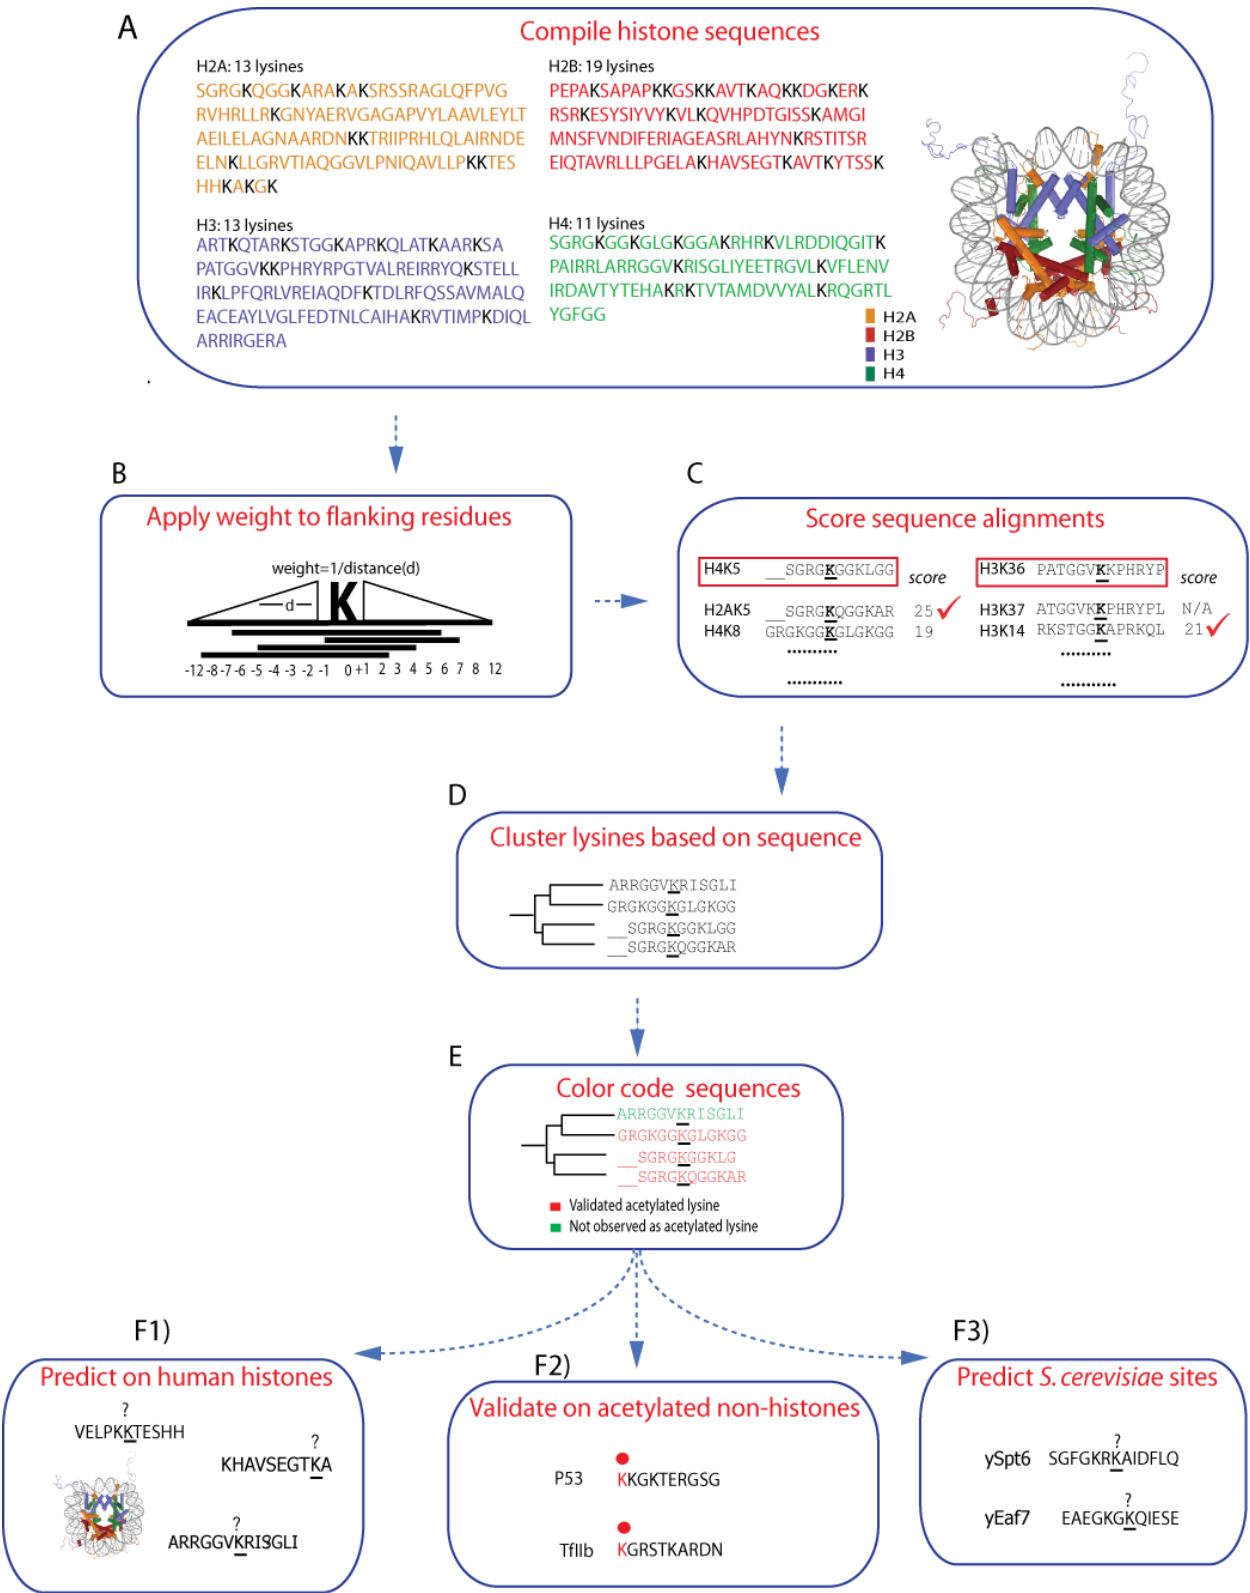 A
Compile histone sequences
H2A: 13 lysines
SGRGKQGGKARAKAKSRSSRAGLQFPVG
RVHRLLRKGNYAERVGAGAPVYLAAVLEYLT
AEILELAGNAARDNKKTRIIPRHLQLAIRNDE
ELNKLLGRVTIAQGGVLPNIQAVLLPKKTES
HHKAKGK
H2B: 19 lysines
PEPAKSAPAPKKGSKKAVTKAQKKDGKERK
RSRKESYSIYVYKVLKQVHPDTGISSKAMGI
MNSFVNDIFERIAGEASRLAHYNKRSTITSR
EIQTAVRLLLPGELAKHAVSEGTKAVTKYTSSK
H3: 13 lysines
ARTKQTARKSTGGKAPRKQLATKAARKSA
PATGGVKKPHRYRPGTVALREIRRYQKSTELL
IRKLPFQRLVREIAQDFKTDLRFQSSAVMALQ
EACEAYLVGLFEDTNLCAIHAKRVTIMPKDIQL
ARRIRGERA
H4: 11 lysines
SGRGKGGKGLGKGGAKRHRKVLRDDIQGITK
PAIRRLARRGGVKRISGLIYEETRGVLKVFLENV
IRDAVTYTEHAKRKTVTAMDVVYALKRQGRTL
YGFGG
H2A
H2B
H3
H4
B
Apply weight to flanking residues
weight=1/distance(d)
d
K
-12 -8 -7 -6 -5 -4 -3 -2 -1 0 +1 2 3 4 5 6 7 8 12
C
Score sequence alignments
H4K5 __SGRGKGGKLGG score
H2AK5 __SGRGKQGGKAR 25
H4K8 GRGKGGKGLGKGG 19
..........
...........
H3K36 PATGGVKKPHRYP score
H3K37 ATGGVKKPHRYPL N/A
H3K14 RKSTGGKAPRKQL 21
..........
...........
D
Cluster lysines based on sequence
ARRGGVKRISGLI
GRGKGGKGLGKGG
__SGRGKGGKLGG
__SGRGKQGGKAR
E
Color code sequences
ARRGGVKRISGLI
GRGKGGKGLGKGG
__SGRGKGGKLG
__SGRGKQGGKAR
Validated acetylated lysine
Not observed as acetylated lysine
F1)
Predict on human histones
?
VELPKKTESHH
?
KHAVSEGTKA
?
ARRGGVKRISGLI
F2)
Validate on acetylated non-histones
P53 KKGKTERGSG
TfIIb KGRSTKARDN
F3)
Predict S. cerevisiae sites
?
ySpt6 SGFGKRKAIDFLQ
?
yEaf7 EAEGKGKQIESE